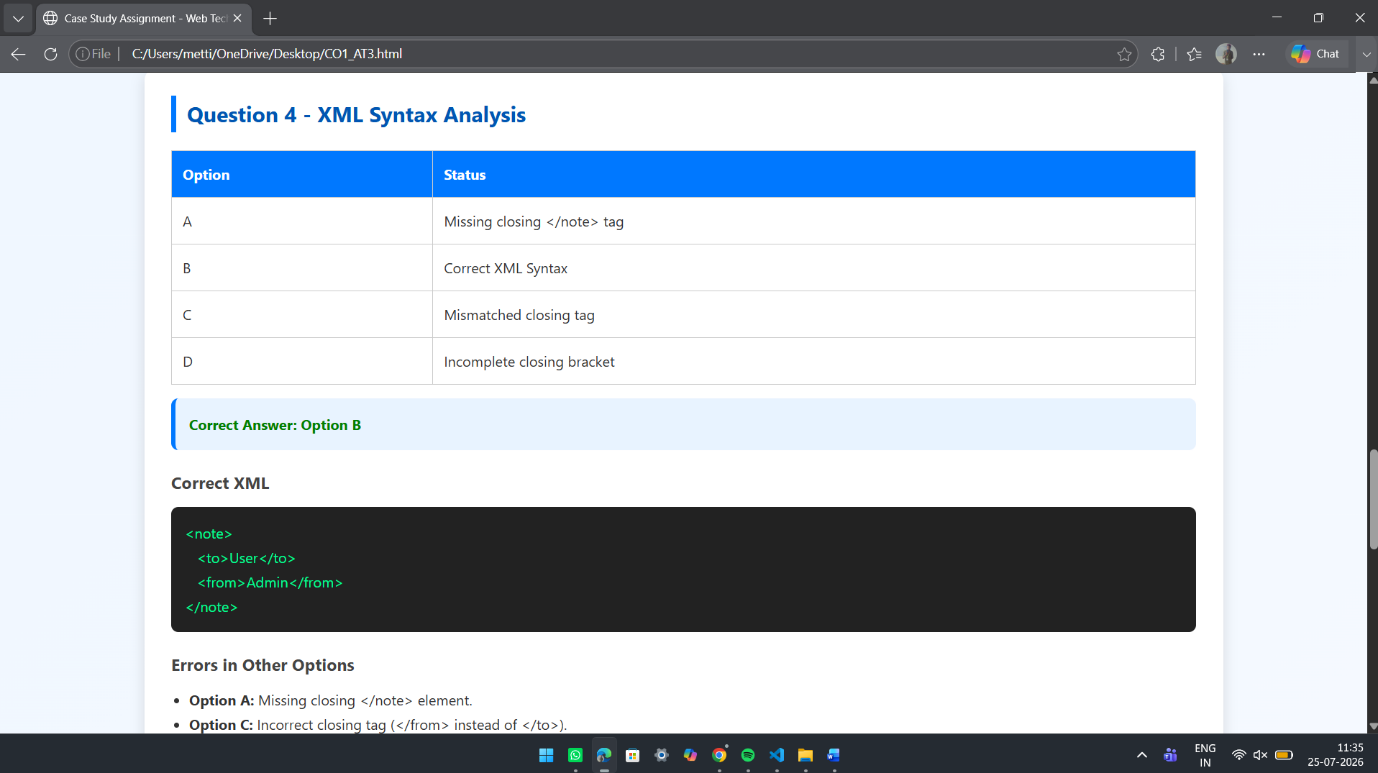 Case Study Assignment - Web Tec
File
C:/Users/metti/OneDrive/Desktop/CO1_AT3.html
Chat
Question 4 - XML Syntax Analysis
Option Status
A Missing closing </note> tag
B Correct XML Syntax
C Mismatched closing tag
D Incomplete closing bracket
Correct Answer: Option B
Correct XML
<note>
<to>User</to>
<from>Admin</from>
</note>
Errors in Other Options
• Option A: Missing closing </note> element.
• Option C: Incorrect closing tag (</from> instead of </to>).
ENG
IN
11:35
25-07-2026